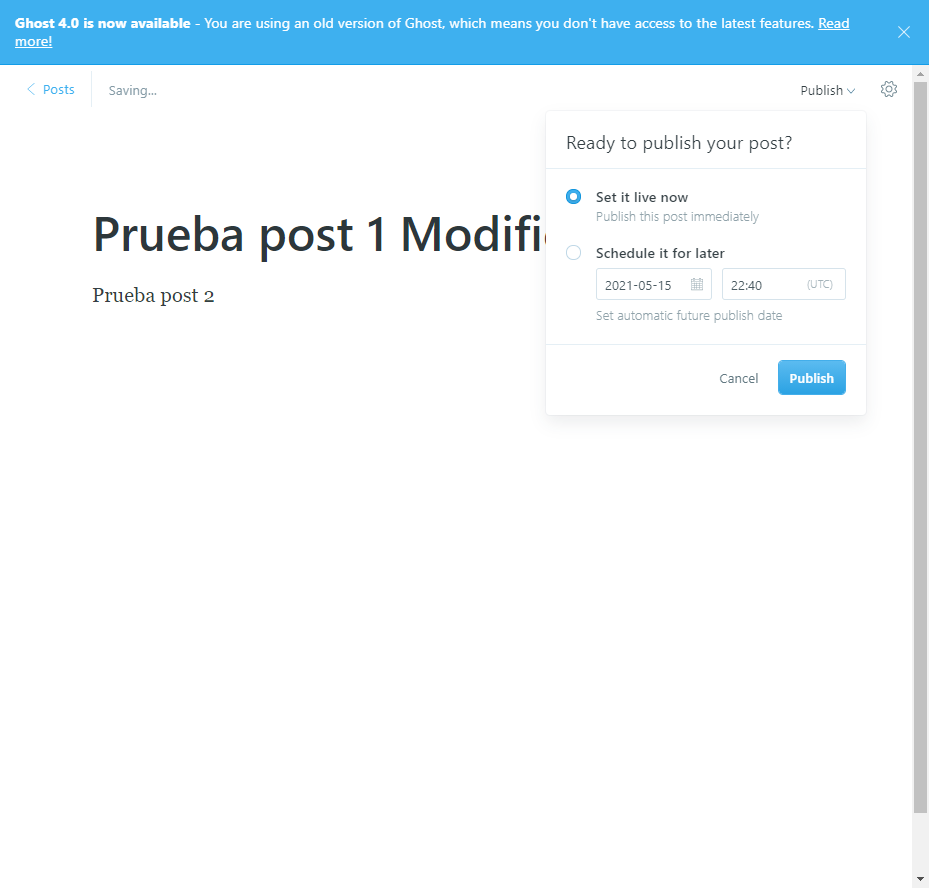 Ghost 4.0 is now available - You are using an old version of Ghost, which means you don't have access to the latest features. Read
more!
Posts
Saving...
Publish
Ready to publish your post?
Set it live now
Publish this post immediately
Prueba post 1
Schedule it for later
2021-05-15
22:40
(UTC)
Prueba post 2
Set automatic future publish date
Cancel
Publish